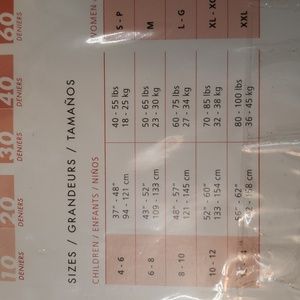 10 20 30 40 60
DENIERS DENIERS DENIERS DENIERS DENIERS
SIZES / GRANDEURS / TAMAÑOS
CHILDREN / ENFANTS / NIÑOS WOMEN
4 - 6 37" - 48" 40 - 55 lbs S - P
94 - 121 cm 18 - 25 kg
6 - 8 43" - 52" 50 - 65 lbs M
109 - 133 cm 23 - 30 kg
8 - 10 48" - 57" 60 - 75 lbs L - G
121 - 145 cm 27 - 34 kg
10 - 12 52" - 60" 70 - 85 lbs XL - XG
133 - 154 cm 32 - 38 kg
56" 80 - 100 lbs XXL
cm 36 - 45 kg